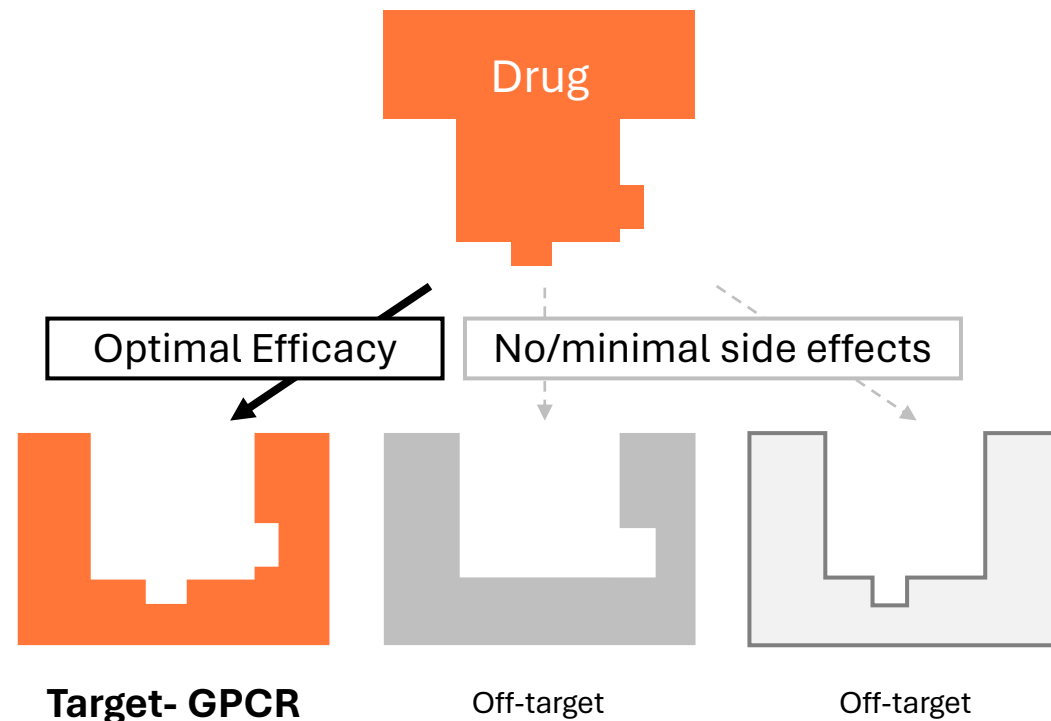 Drug
Optimal Efficacy
No/minimal side effects
Target- GPCR
Off-target
Off-target